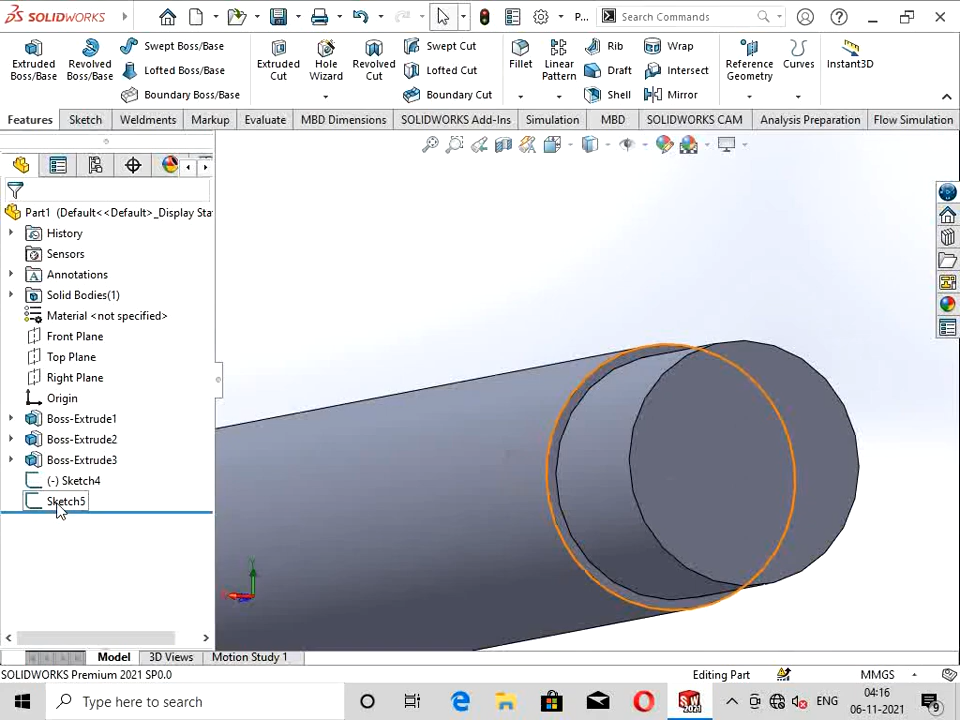 SOLIDWORKS
P...
Search Commands
Extruded Boss/Base
Revolved Boss/Base
Swept Boss/Base
Lofted Boss/Base
Boundary Boss/Base
Extruded Cut
Hole Wizard
Revolved Cut
Swept Cut
Lofted Cut
Boundary Cut
Fillet
Linear Pattern
Rib
Draft
Shell
Wrap
Intersect
Mirror
Reference Geometry
Curves
Instant3D
Features
Sketch
Weldments
Markup
Evaluate
MBD Dimensions
SOLIDWORKS Add-Ins
Simulation
MBD
SOLIDWORKS CAM
Analysis Preparation
Flow Simulation
Part1 (Default<<Default>_Display Sta
History
Sensors
Annotations
Solid Bodies(1)
Material <not specified>
Front Plane
Top Plane
Right Plane
Origin
Boss-Extrude1
Boss-Extrude2
Boss-Extrude3
(-) Sketch4
Sketch5
Y
Model
3D Views
Motion Study 1
SOLIDWORKS Premium 2021 SP0.0
Editing Part
MMGS
Type here to search
ENG
04:16
06-11-2021
9